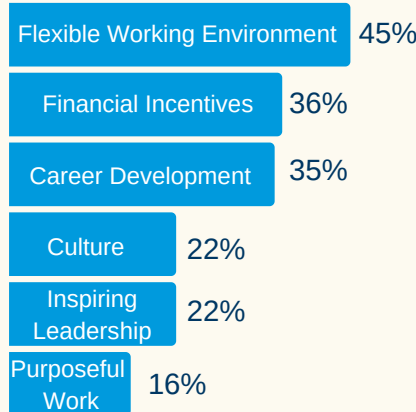 Flexible Working Environment 45%
Financial Incentives 36%
Career Development 35%
Culture 22%
Inspiring
Leadership 22%
Purposeful
Work 16%